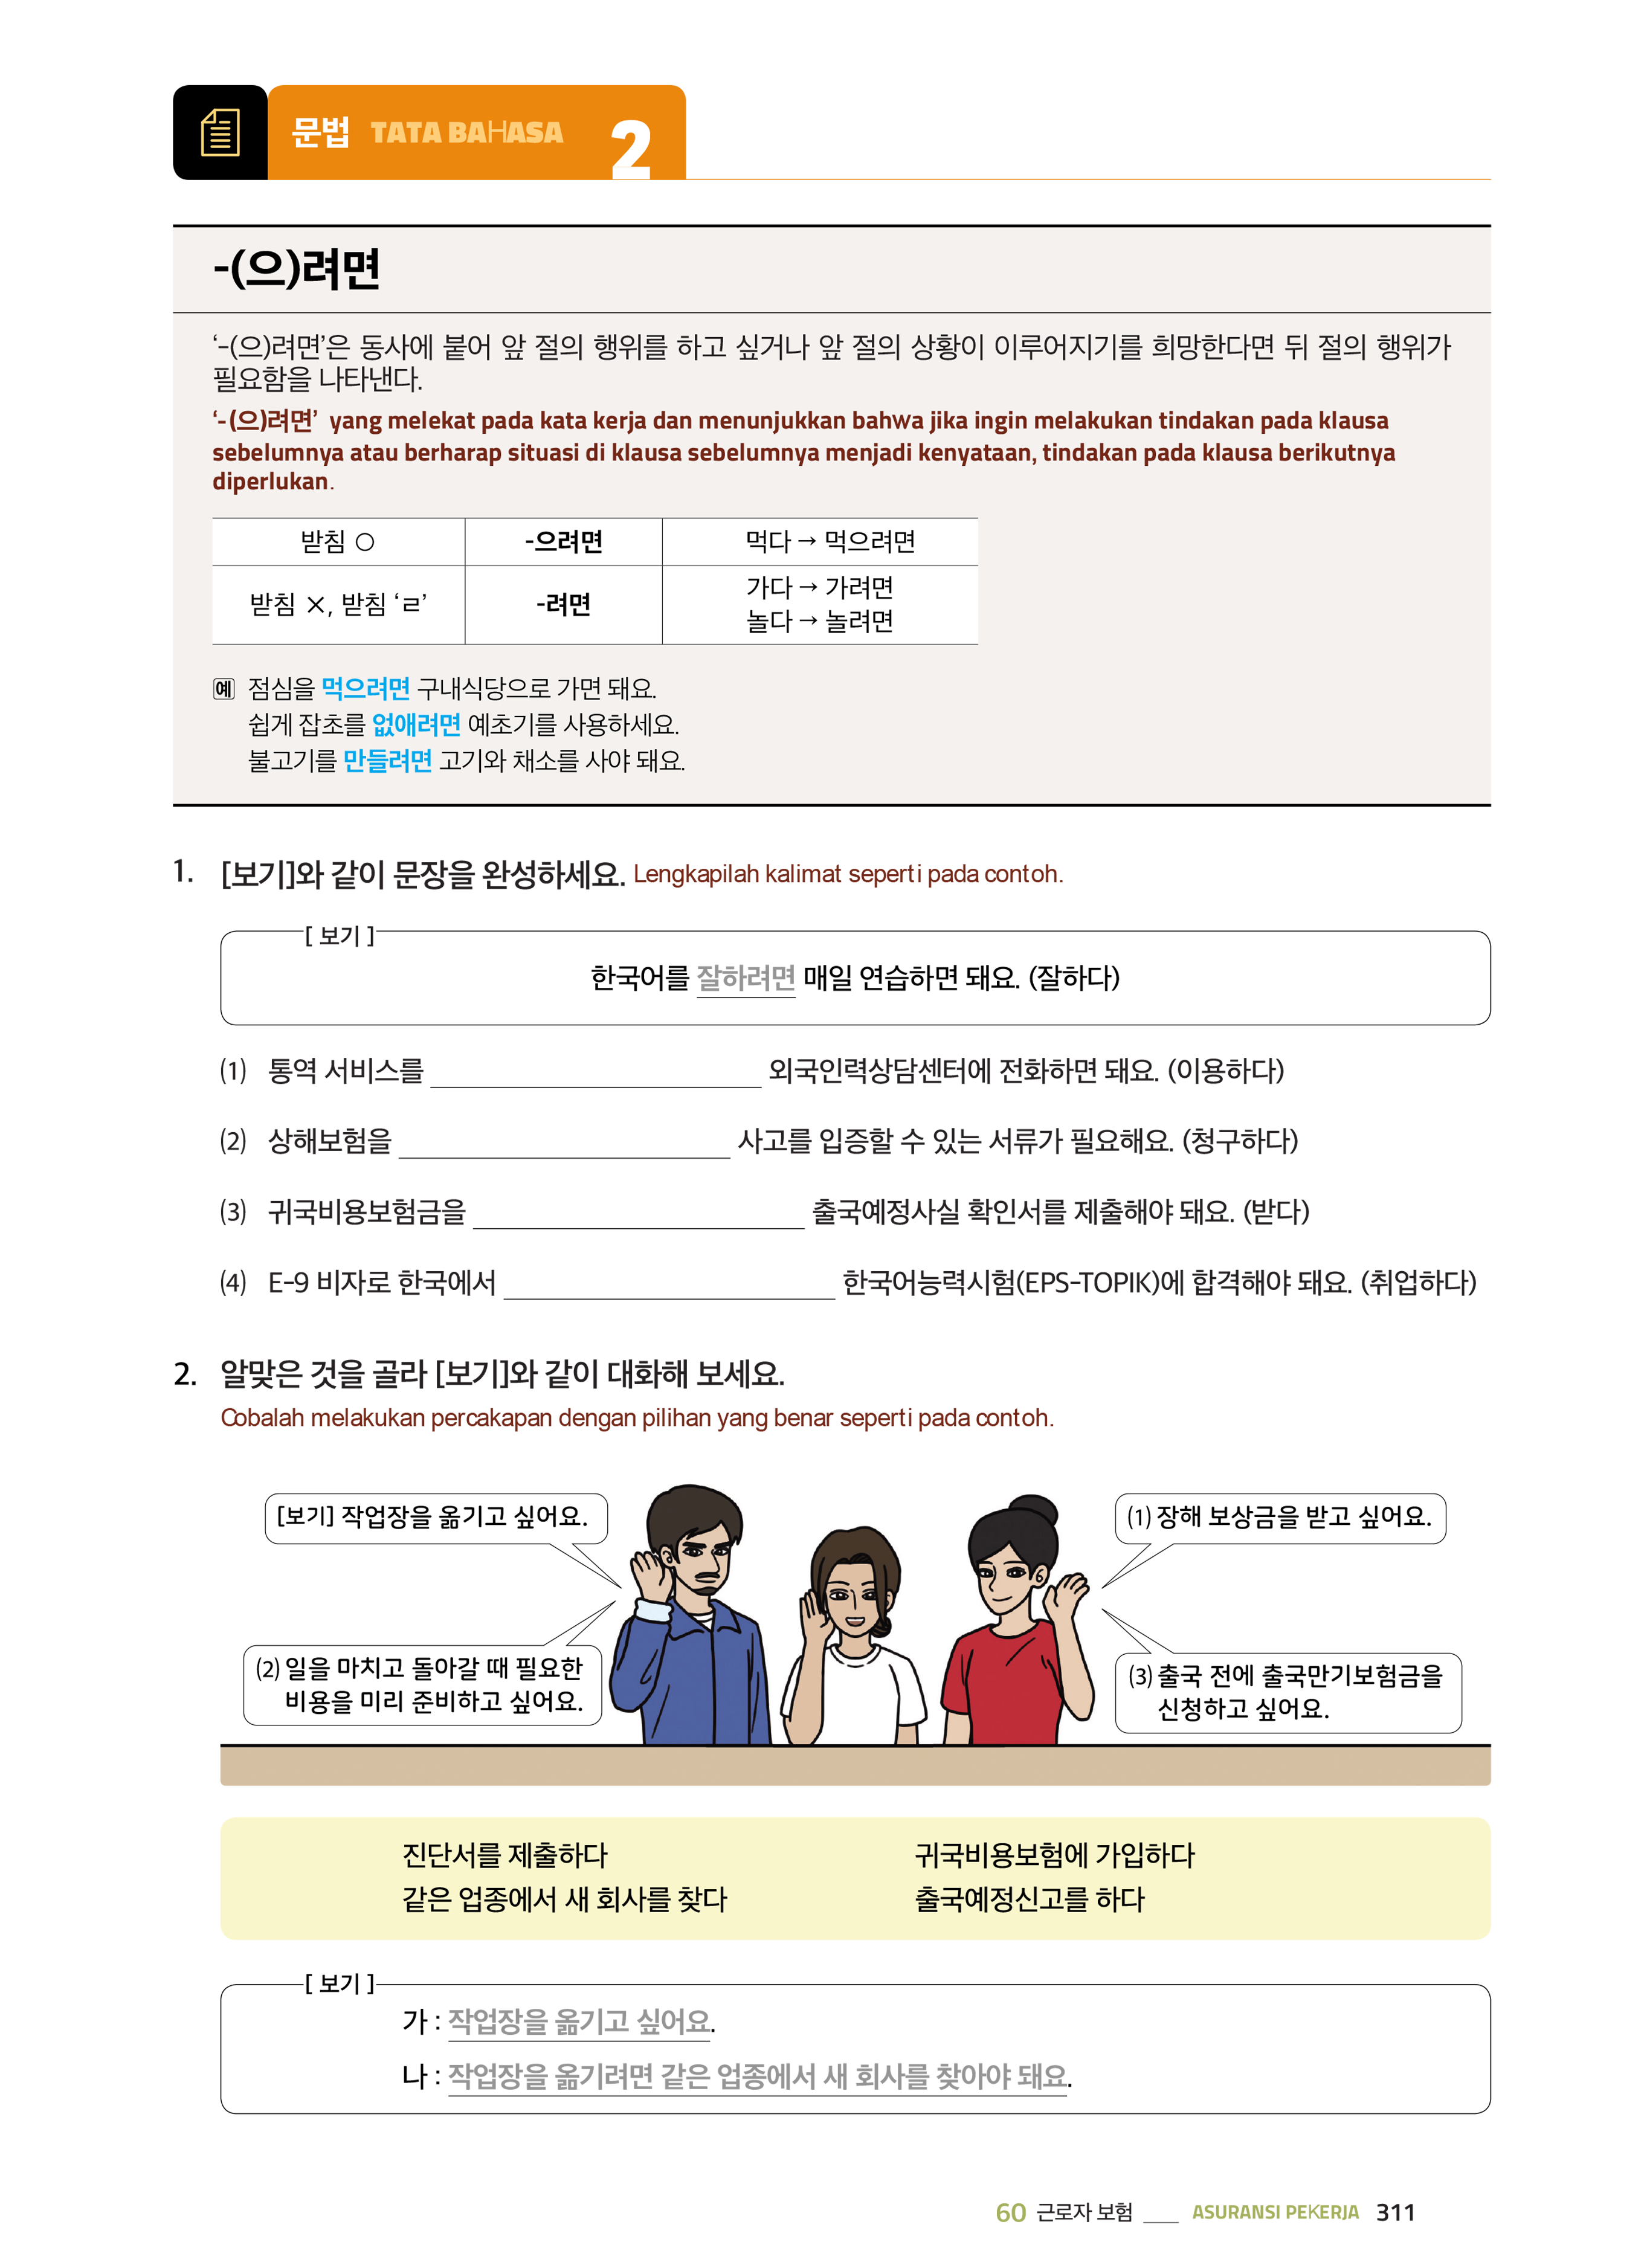 문법 TATA BAHASA 2
-(으)려면
‘-(으)려면’은 동사에 붙어 앞 절의 행위를 하고 싶거나 앞 절의 상황이 이루어지기를 희망한다면 뒤 절의 행위가
필요함을 나타낸다.
‘-(으)려면’ yang melekat pada kata kerja dan menunjukkan bahwa jika ingin melakukan tindakan pada klausa
sebelumnya atau berharap situasi di klausa sebelumnya menjadi kenyataan, tindakan pada klausa berikutnya
diperlukan.
받침 ○ -으려면 먹다 → 먹으려면
받침 ×, 받침 ‘ㄹ’ -려면 가다 → 가려면
놀다 → 놀려면
예 점심을 먹으려면 구내식당으로 가면 돼요.
쉽게 잡초를 없애려면 예초기를 사용하세요.
불고기를 만들려면 고기와 채소를 사야 돼요.
1. [보기]와 같이 문장을 완성하세요. Lengkapilah kalimat seperti pada contoh.
[ 보기 ]
한국어를 잘하려면 매일 연습하면 돼요. (잘하다)
(1) 통역 서비스를 ____ 외국인력상담센터에 전화하면 돼요. (이용하다)
(2) 상해보험을 ____ 사고를 입증할 수 있는 서류가 필요해요. (청구하다)
(3) 귀국비용보험금을 ____ 출국예정사실 확인서를 제출해야 돼요. (받다)
(4) E-9 비자로 한국에서 ____ 한국어능력시험(EPS-TOPIK)에 합격해야 돼요. (취업하다)
2. 알맞은 것을 골라 [보기]와 같이 대화해 보세요.
Cobalah melakukan percakapan dengan pilihan yang benar seperti pada contoh.
[보기] 작업장을 옮기고 싶어요.
(1) 장해 보상금을 받고 싶어요.
(2) 일을 마치고 돌아갈 때 필요한
비용을 미리 준비하고 싶어요.
(3) 출국 전에 출국만기보험금을
신청하고 싶어요.
진단서를 제출하다 귀국비용보험에 가입하다
같은 업종에서 새 회사를 찾다 출국예정신고를 하다
[ 보기 ]
가 : 작업장을 옮기고 싶어요.
나 : 작업장을 옮기려면 같은 업종에서 새 회사를 찾아야 돼요.
60 근로자 보험 ___ ASURANSI PEKERJA 311